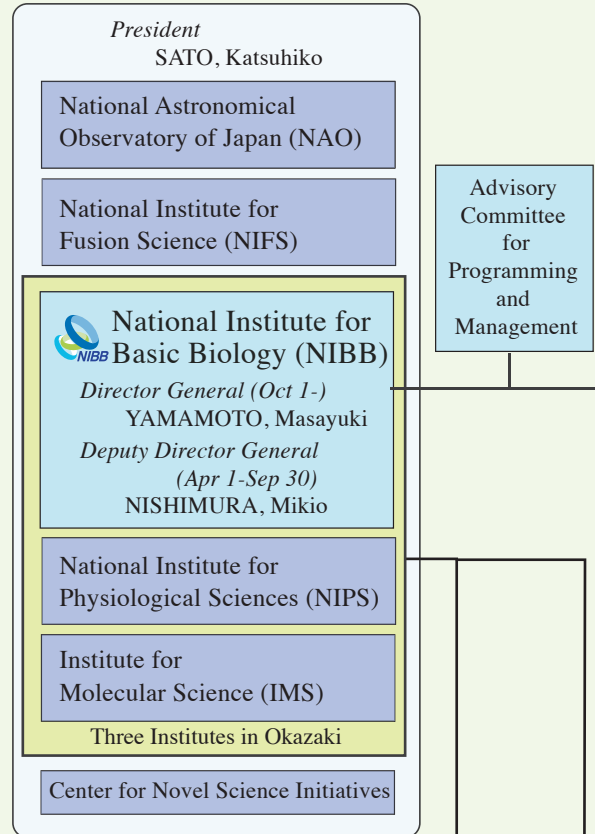 President
SATO, Katsuhiko
National Astronomical
Observatory of Japan (NAO)
National Institute for
Fusion Science (NIFS)
Advisory
Committee
for
Programming
and
Management
NIBB
National Institute for
Basic Biology (NIBB)
Director General (Oct 1-)
YAMAMOTO, Masayuki
Deputy Director General
(Apr 1-Sep 30)
NISHIMURA, Mikio
National Institute for
Physiological Sciences (NIPS)
Institute for
Molecular Science (IMS)
Three Institutes in Okazaki
Center for Novel Science Initiatives